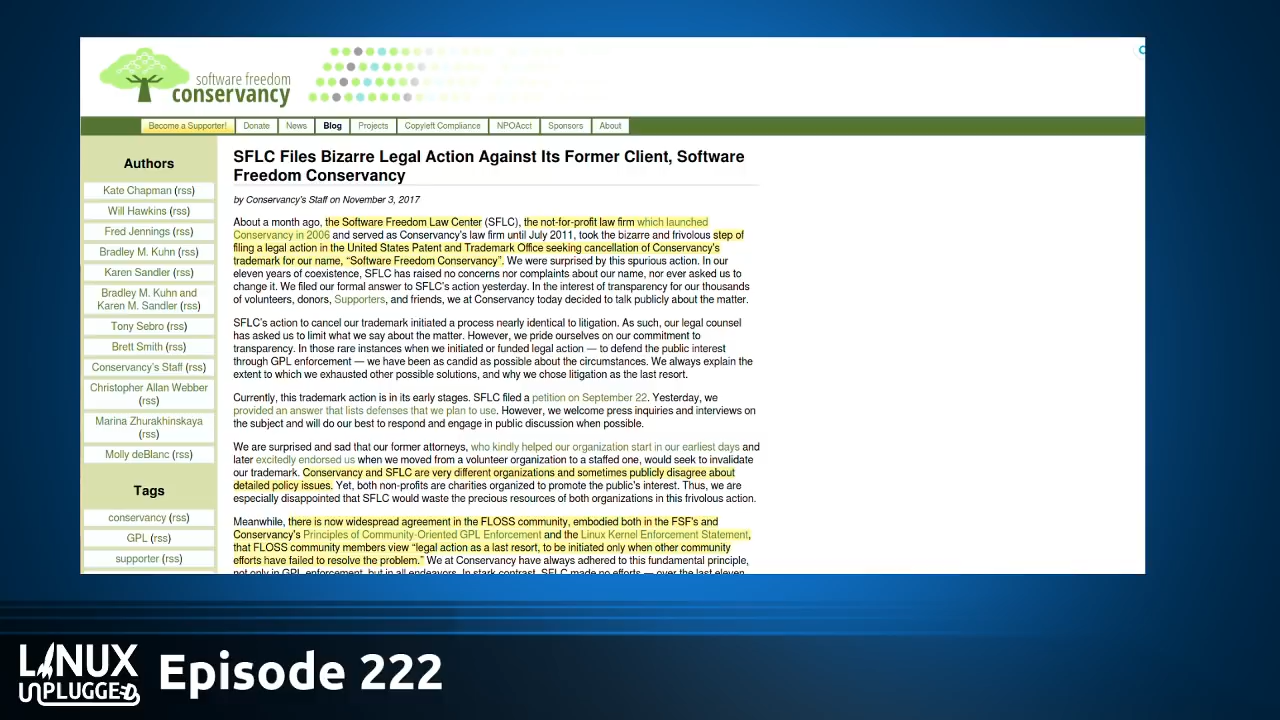 software freedom
conservancy
Become a Supporter!
Donate
News
Blog
Projects
Copyleft Compliance
NPOAcct
Sponsors
About
Authors
Kate Chapman (rss)
Will Hawkins (rss)
Fred Jennings (rss)
Bradley M. Kuhn (rss)
Karen Sandler (rss)
Bradley M. Kuhn and
Karen M. Sandler (rss)
Tony Sebro (rss)
Brett Smith (rss)
Conservancy's Staff (rss)
Christopher Allan Webber
(rss)
Marina Zhurakhinskaya
(rss)
Molly deBlanc (rss)
Tags
conservancy (rss)
GPL (rss)
supporter (rss)
SFLC Files Bizarre Legal Action Against Its Former Client, Software
Freedom Conservancy
by Conservancy's Staff on November 3, 2017
About a month ago, the Software Freedom Law Center (SFLC), the not-for-profit law firm which launched
Conservancy in 2006 and served as Conservancy's law firm until July 2011, took the bizarre and frivolous step of
filing a legal action in the United States Patent and Trademark Office seeking cancellation of Conservancy's
trademark for our name, “Software Freedom Conservancy”. We were surprised by this spurious action. In our
eleven years of coexistence, SFLC has raised no concerns nor complaints about our name, nor ever asked us to
change it. We filed our formal answer to SFLC's action yesterday. In the interest of transparency for our thousands
of volunteers, donors, Supporters, and friends, we at Conservancy today decided to talk publicly about the matter.
SFLC's action to cancel our trademark initiated a process nearly identical to litigation. As such, our legal counsel
has asked us to limit what we say about the matter. However, we pride ourselves on our commitment to
transparency. In those rare instances when we initiated or funded legal action — to defend the public interest
through GPL enforcement — we have been as candid as possible about the circumstances. We always explain the
extent to which we exhausted other possible solutions, and why we chose litigation as the last resort.
Currently, this trademark action is in its early stages. SFLC filed a petition on September 22. Yesterday, we
provided an answer that lists defenses that we plan to use. However, we welcome press inquiries and interviews on
the subject and will do our best to respond and engage in public discussion when possible.
We are surprised and sad that our former attorneys, who kindly helped our organization start in our earliest days and
later excitedly endorsed us when we moved from a volunteer organization to a staffed one, would seek to invalidate
our trademark. Conservancy and SFLC are very different organizations and sometimes publicly disagree about
detailed policy issues. Yet, both non-profits are charities organized to promote the public's interest. Thus, we are
especially disappointed that SFLC would waste the precious resources of both organizations in this frivolous action.
Meanwhile, there is now widespread agreement in the FLOSS community, embodied both in the FSF's and
Conservancy's Principles of Community-Oriented GPL Enforcement and the Linux Kernel Enforcement Statement,
that FLOSS community members view “legal action as a last resort, to be initiated only when other community
efforts have failed to resolve the problem.” We at Conservancy have always adhered to this fundamental principle,
not only in GPL enforcement, but in all endeavors. In stark contrast, SFLC made no efforts — over the last eleven
LINUX
UNPLUGGED
Episode 222